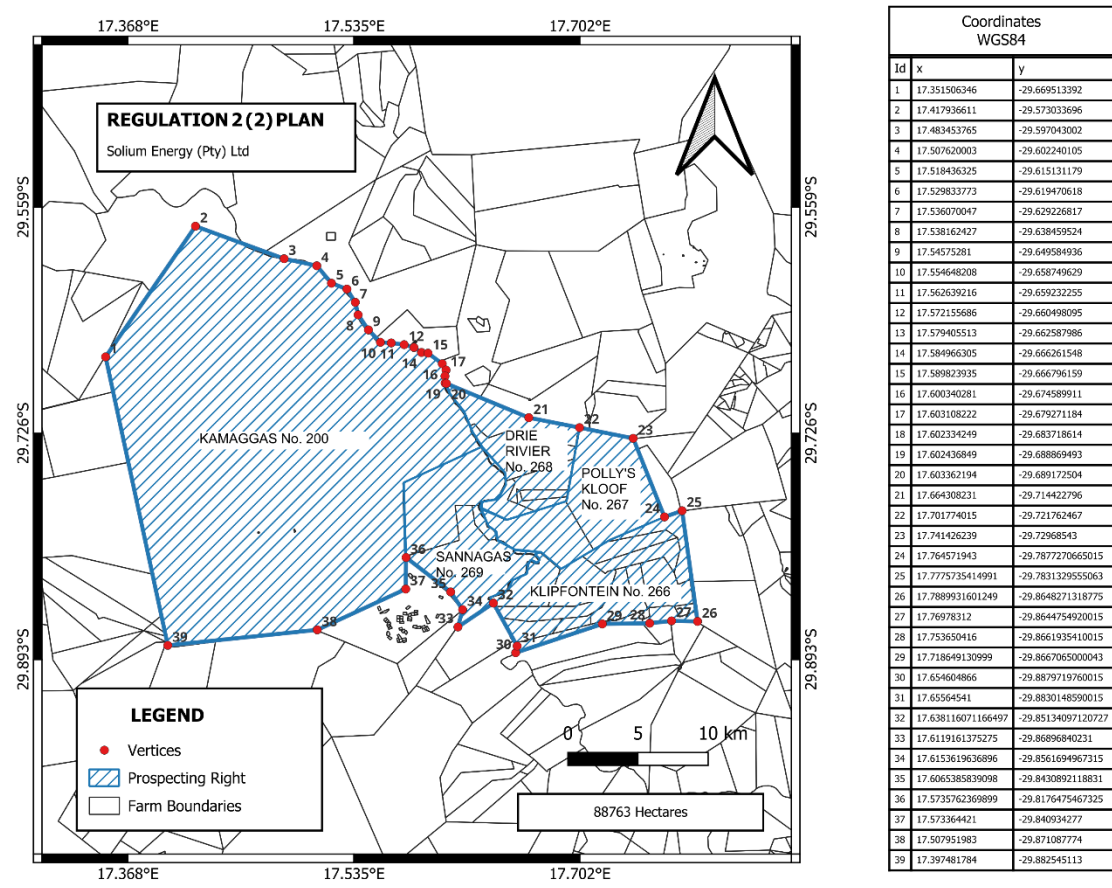 17.368°E 17.535°E 17.702°E
REGULATION 2 (2) PLAN
Solium Energy (Pty) Ltd
29.559°S
29.559°S
2
3
4
5
6
7
8
9
10 11 12
14 15
16 17
19 20
1
21
22
23
29.726°S
29.726°S
KAMAGGAS No. 200
DRIE
RIVIER
No. 268
POLLY'S
KLOOF
No. 267
24 25
36
SANNAGAS
No. 269
35
37
KLIPFONTEIN No. 266
32
34
33
29 28 27 26
38
39
31
30
29.893°S
29.893°S
LEGEND
Vertices
Prospecting Right
Farm Boundaries
0 5 10 km
88763 Hectares
17.368°E 17.535°E 17.702°E
Coordinates
WGS84
Id x y
1 17.351506346 -29.669513392
2 17.417936611 -29.573033696
3 17.483453765 -29.597043002
4 17.507620003 -29.602240105
5 17.518436325 -29.615131179
6 17.529833773 -29.619470618
7 17.536070047 -29.629226817
8 17.538162427 -29.638459524
9 17.54575281 -29.649584936
10 17.554648208 -29.658749629
11 17.562639216 -29.659232255
12 17.572155686 -29.660498095
13 17.579405513 -29.662587986
14 17.584966305 -29.666261548
15 17.589823935 -29.666796159
16 17.600340281 -29.674589911
17 17.603108222 -29.679271184
18 17.602334249 -29.683718614
19 17.602436849 -29.688869493
20 17.603362194 -29.689172504
21 17.664308231 -29.714422796
22 17.701774015 -29.721762467
23 17.741426239 -29.72968543
24 17.764571943 -29.7877270665015
25 17.7775735414991 -29.7831329555063
26 17.7889931601249 -29.8648271318775
27 17.76978312 -29.8644754920015
28 17.753650416 -29.8661935410015
29 17.718649130999 -29.8667065000043
30 17.654604866 -29.8879719760015
31 17.65564541 -29.8830148590015
32 17.638116071166497 -29.85134097120727
33 17.6119161375275 -29.86896840231
34 17.6153619636896 -29.8561694967315
35 17.6065385839098 -29.8430892118831
36 17.5735762369899 -29.8176475467325
37 17.573364421 -29.840934277
38 17.507951983 -29.871087774
39 17.397481784 -29.882545113